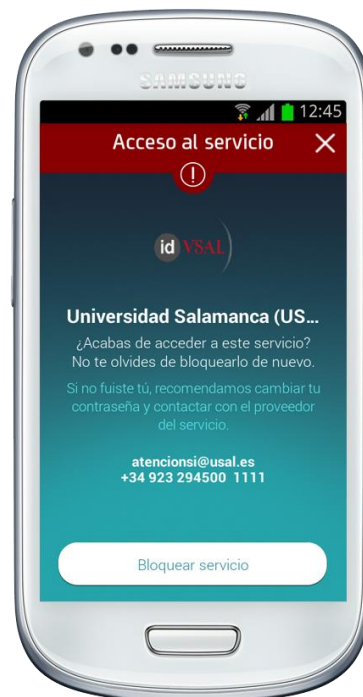 SAMSUNG
12:45
Acceso al servicio
id VSAL
Universidad Salamanca (US...
¿Acabas de acceder a este servicio?
No te olvides de bloquearlo de nuevo.
Si no fuiste tú, recomendamos cambiar tu
contraseña y contactar con el proveedor
del servicio.
atencionsi@usal.es
+34 923 294500 1111
Bloquear servicio